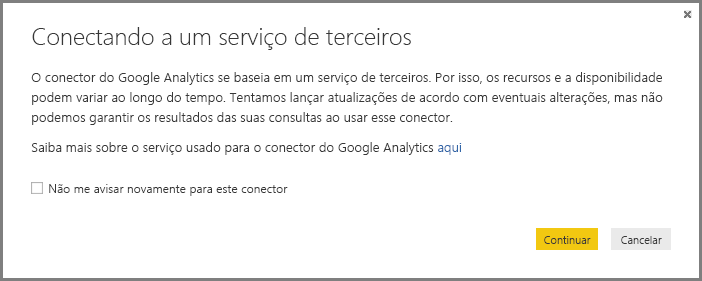 Conectando a um serviço de terceiros
O conector do Google Analytics se baseia em um serviço de terceiros. Por isso, os recursos e a disponibilidade
podem variar ao longo do tempo. Tentamos lançar atualizações de acordo com eventuais alterações, mas não
podemos garantir os resultados das suas consultas ao usar esse conector.
Saiba mais sobre o serviço usado para o conector do Google Analytics aqui
Não me avisar novamente para este conector
Continuar Cancelar